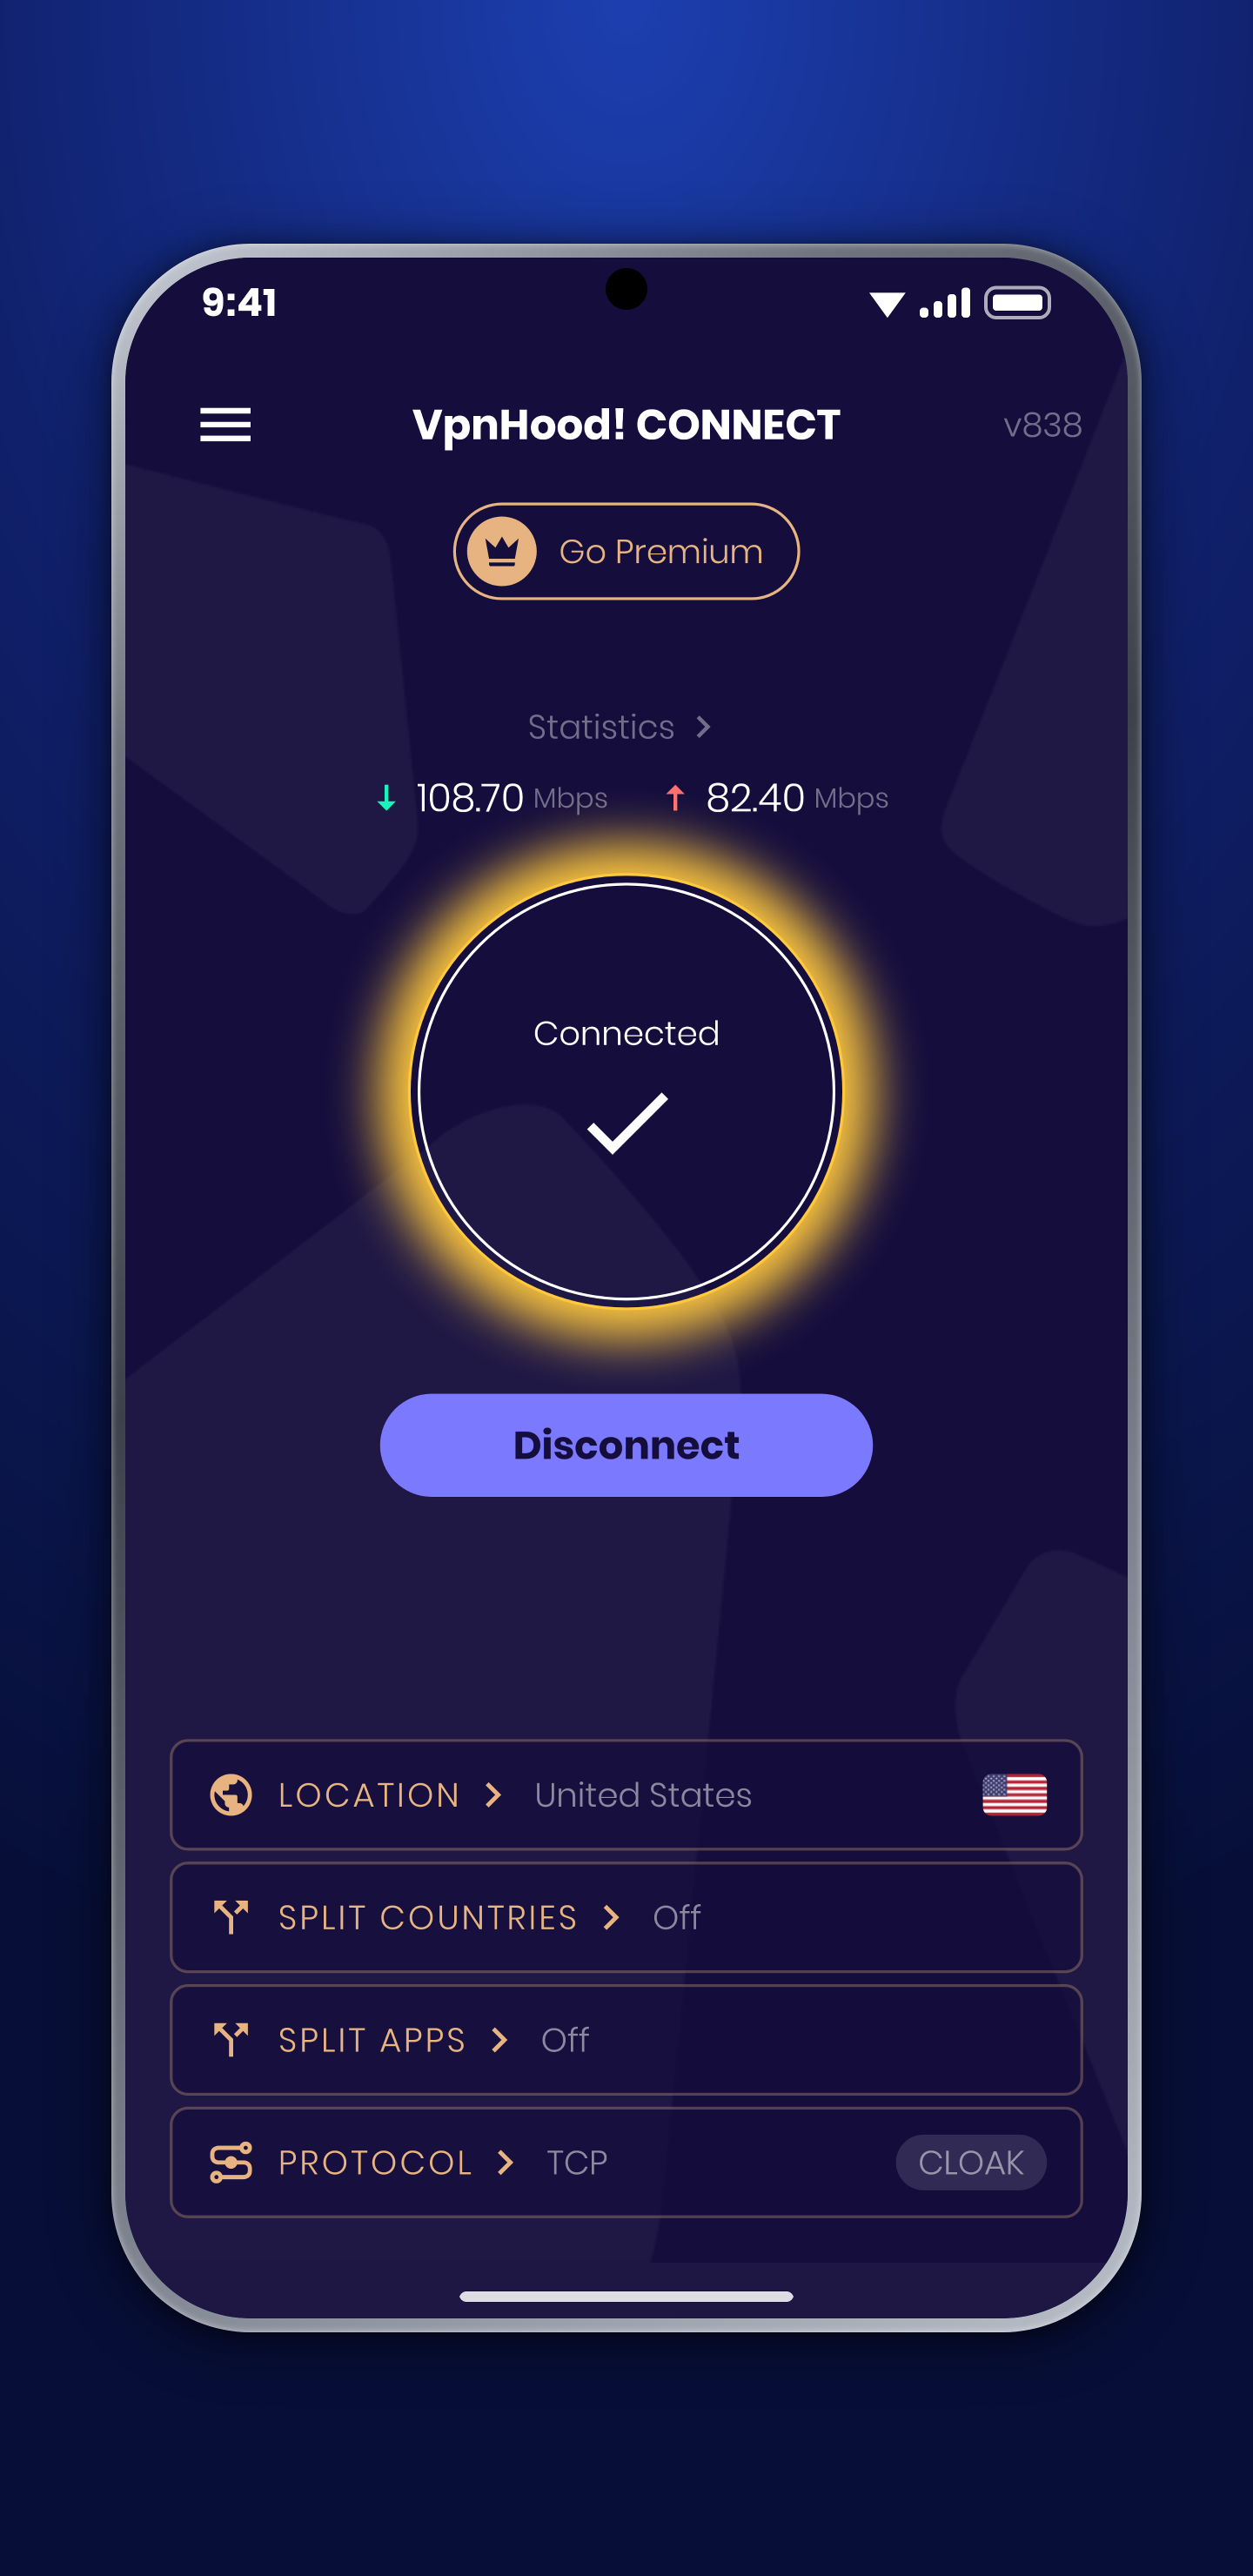 9:41
VpnHood! CONNECT v838
Go Premium
Statistics
108.70 Mbps 82.40 Mbps
Connected
Disconnect
LOCATION United States
SPLIT COUNTRIES Off
SPLIT APPS Off
PROTOCOL TCP CLOAK